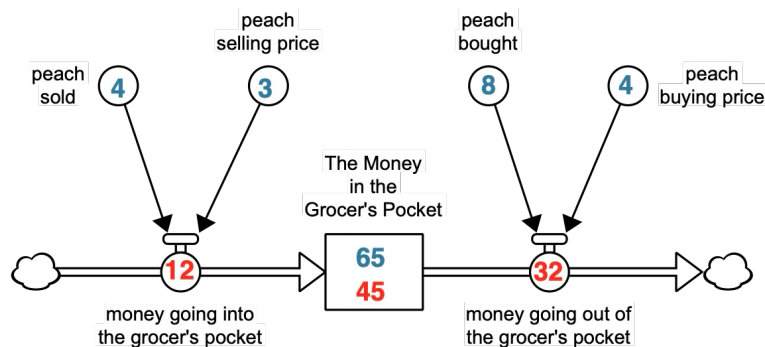 peach
sold
4
peach
selling price
3
peach
bought
8
4
peach
buying price
The Money
in the
Grocer's Pocket
12
65
45
32
money going into
the grocer's pocket
money going out of
the grocer's pocket